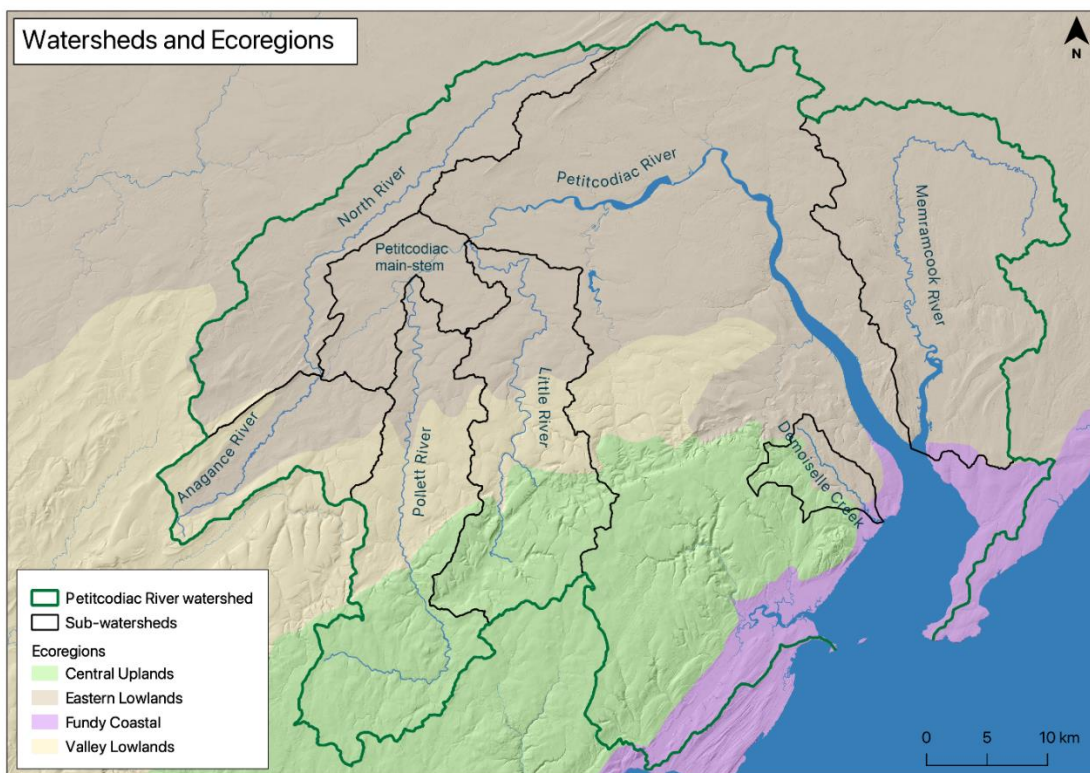 Watersheds and Ecoregions
N
North River
Petitcodiac River
Memramcook River
Petitcodiac
main-stem
Little River
Anagance River
Pollett River
Demoiselle Creek
Petitcodiac River watershed
Sub-watersheds
Ecoregions
Central Uplands
Eastern Lowlands
Fundy Coastal
Valley Lowlands
0 5 10 km